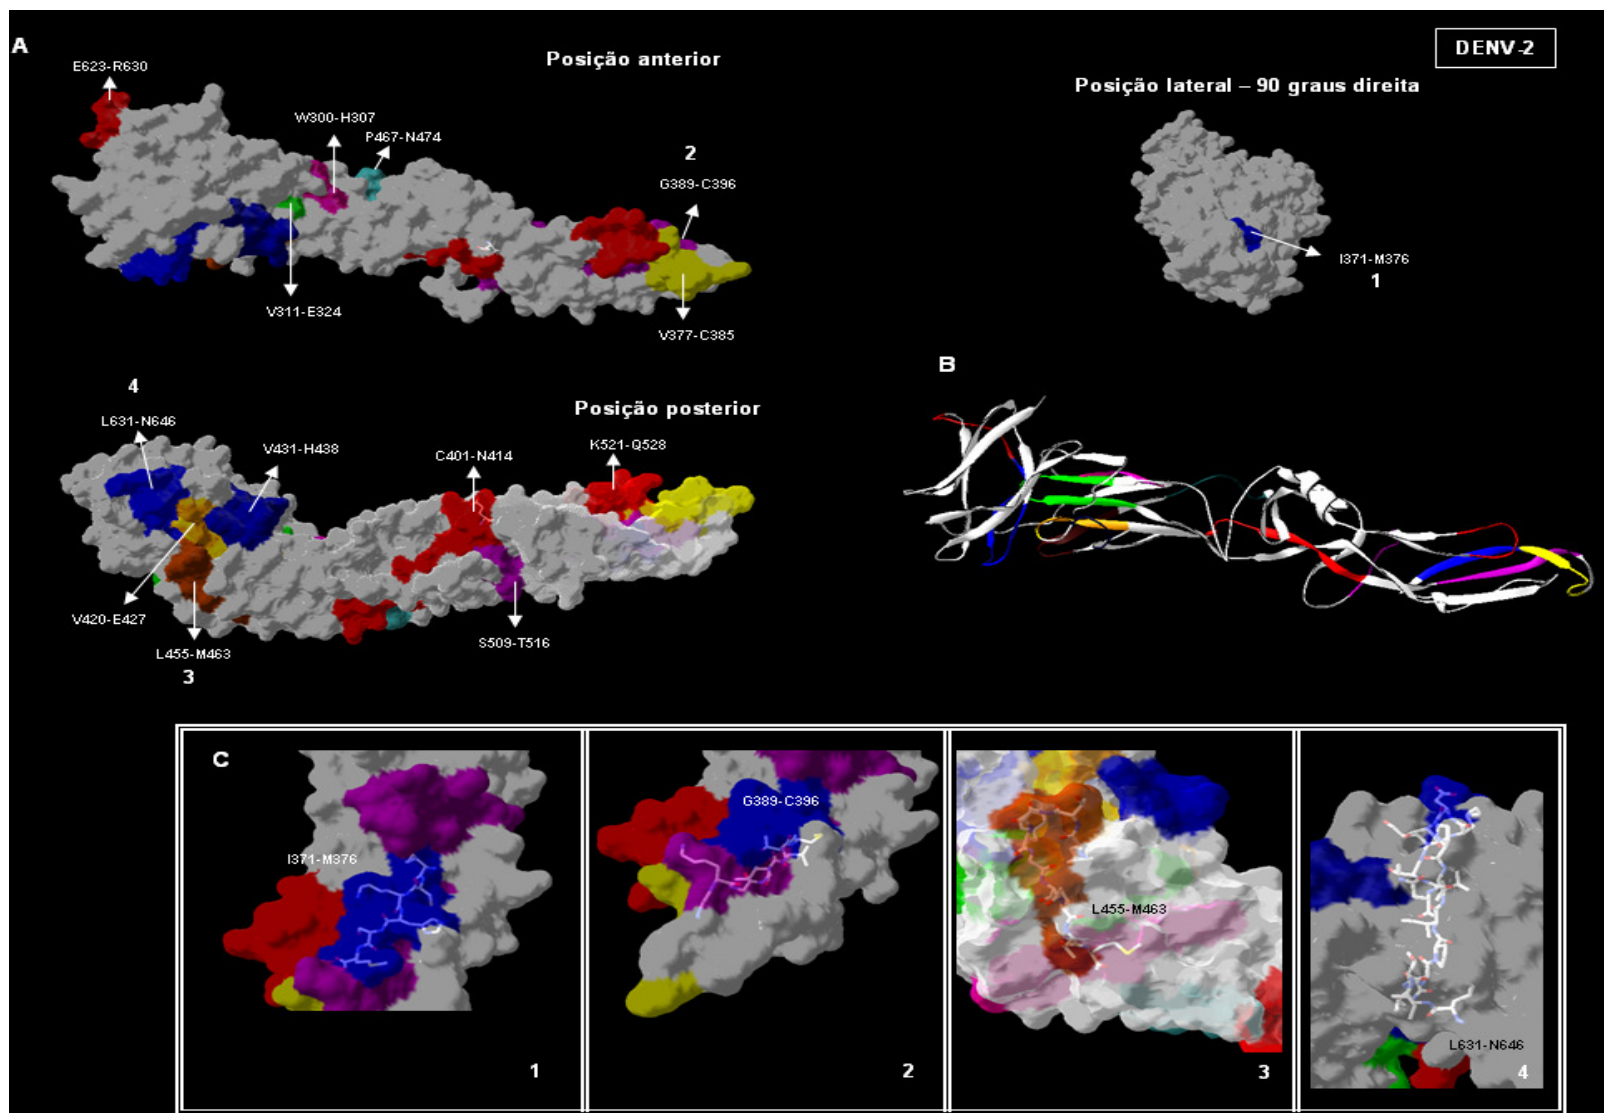 A
DENV-2
Posição anterior
E623-R630
Posição lateral – 90 graus direita
W300-H307
P467-N474
2
G389-C396
I371-M376
1
V311-E324
V377-C385
B
4
L631-N646
Posição posterior
V431-H438
C401-N414
K521-Q528
V420-E427
L455-M463
3
S509-T516
C
I371-M376
1
G389-C396
2
L455-M463
3
L631-N646
4